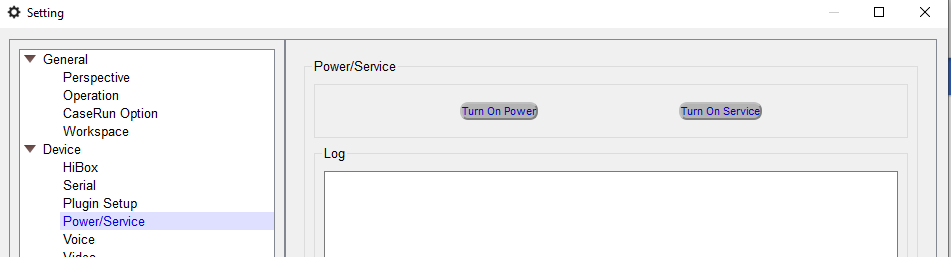 Setting
General
Perspective
Operation
CaseRun Option
Workspace
Device
HiBox
Serial
Plugin Setup
Power/Service
Voice
Video
Power/Service
Turn On Power
Turn On Service
Log